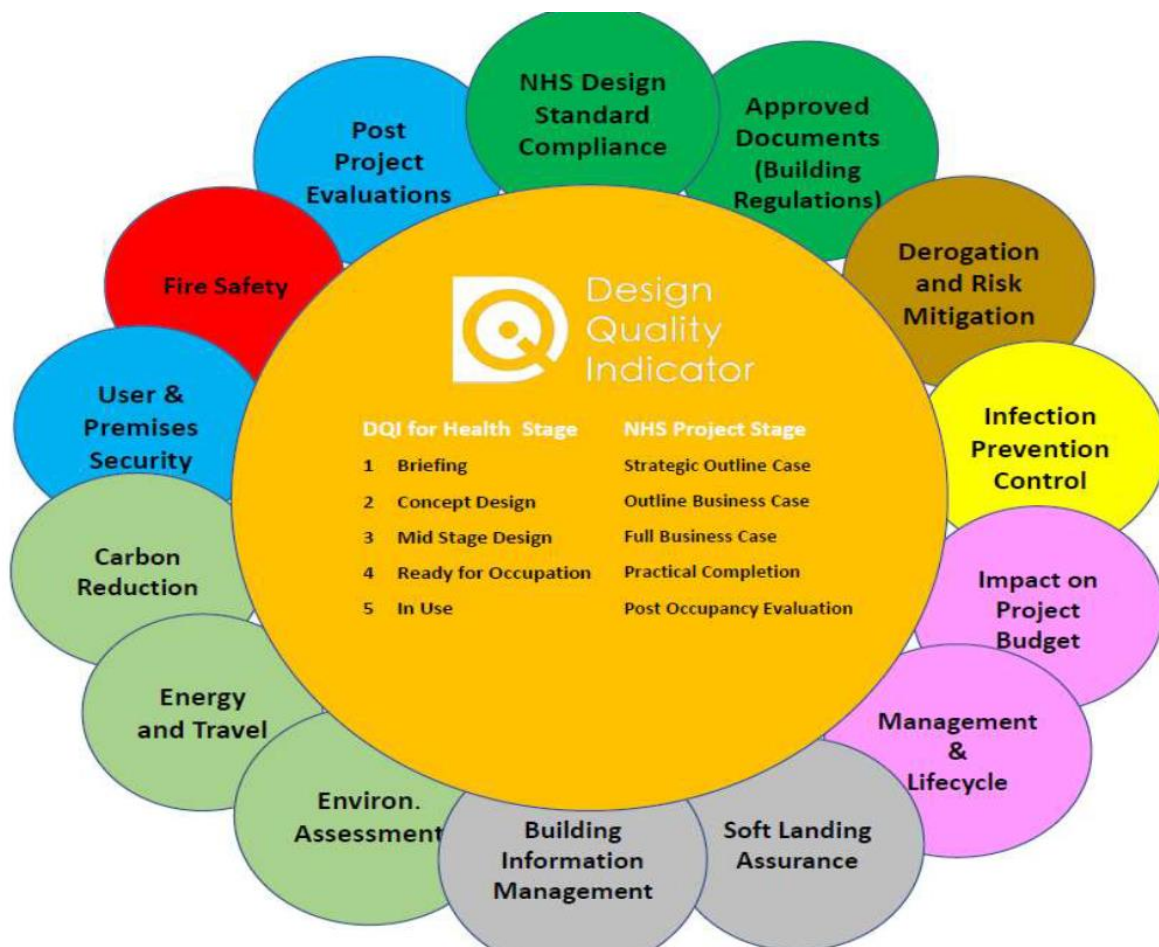 NHS Design
Standard
Compliance
Approved
Documents
(Building
Regulations)
Derogation
and Risk
Mitigation
Infection
Prevention
Control
Impact on
Project
Budget
Management
&
Lifecycle
Soft Landing
Assurance
Building
Information
Management
Environ.
Assessment
Energy
and Travel
Carbon
Reduction
User &
Premises
Security
Fire Safety
Post
Project
Evaluations
Design
Quality
Indicator
DQI for Health Stage NHS Project Stage
1 Briefing Strategic Outline Case
2 Concept Design Outline Business Case
3 Mid Stage Design Full Business Case
4 Ready for Occupation Practical Completion
5 In Use Post Occupancy Evaluation